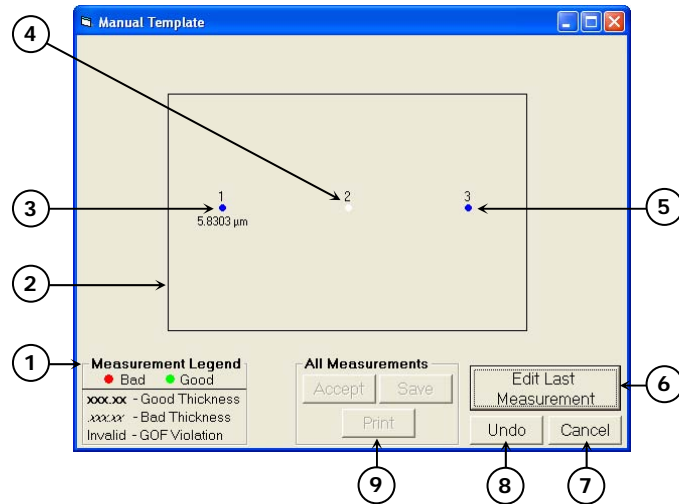 Manual Template
4
1
2
3
3
5
5.8303 µm
2
1
Measurement Legend
Bad Good
xxx.xx - Good Thickness
xxx.xx - Bad Thickness
Invalid - GOF Violation
All Measurements
Accept Save
Print
Edit Last
Measurement
6
Undo Cancel
9
8
7